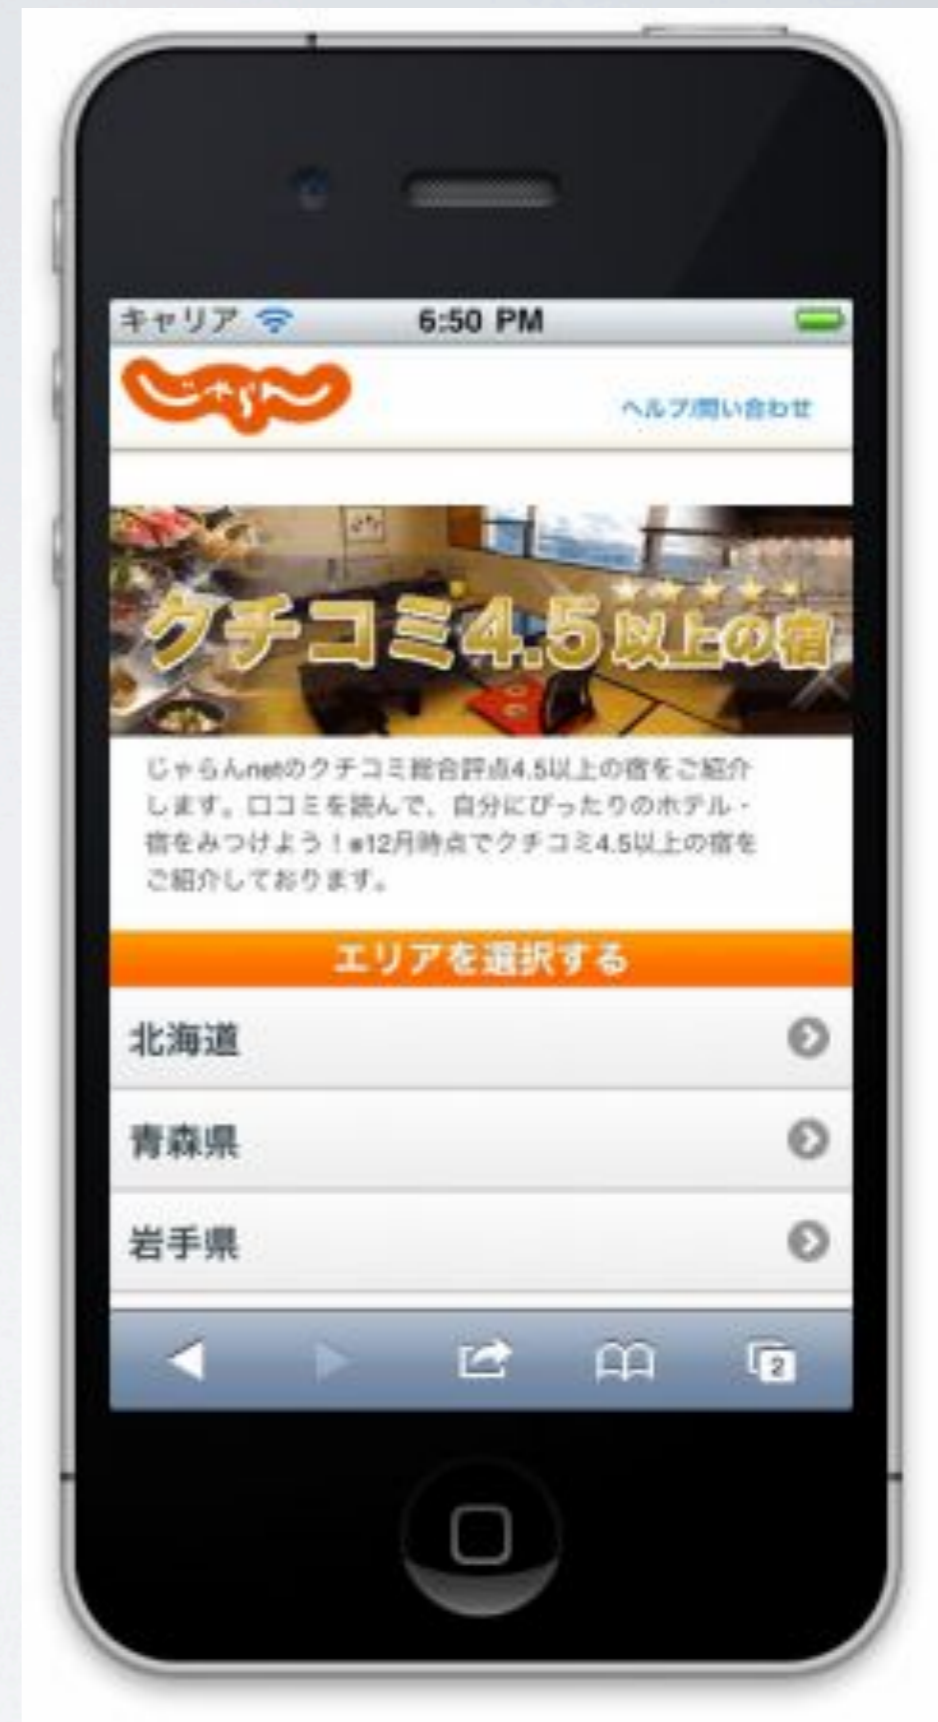 キャリア 6:50 PM
じゃらん
ヘルプ/問い合わせ
クチコミ4.5以上の宿
じゃらんnetのクチコミ総合評点4.5以上の宿をご紹介
します。口コミを読んで、自分にぴったりのホテル・
宿をみつけよう！※12月時点でクチコミ4.5以上の宿を
ご紹介しております。
エリアを選択する
北海道
青森県
岩手県
2